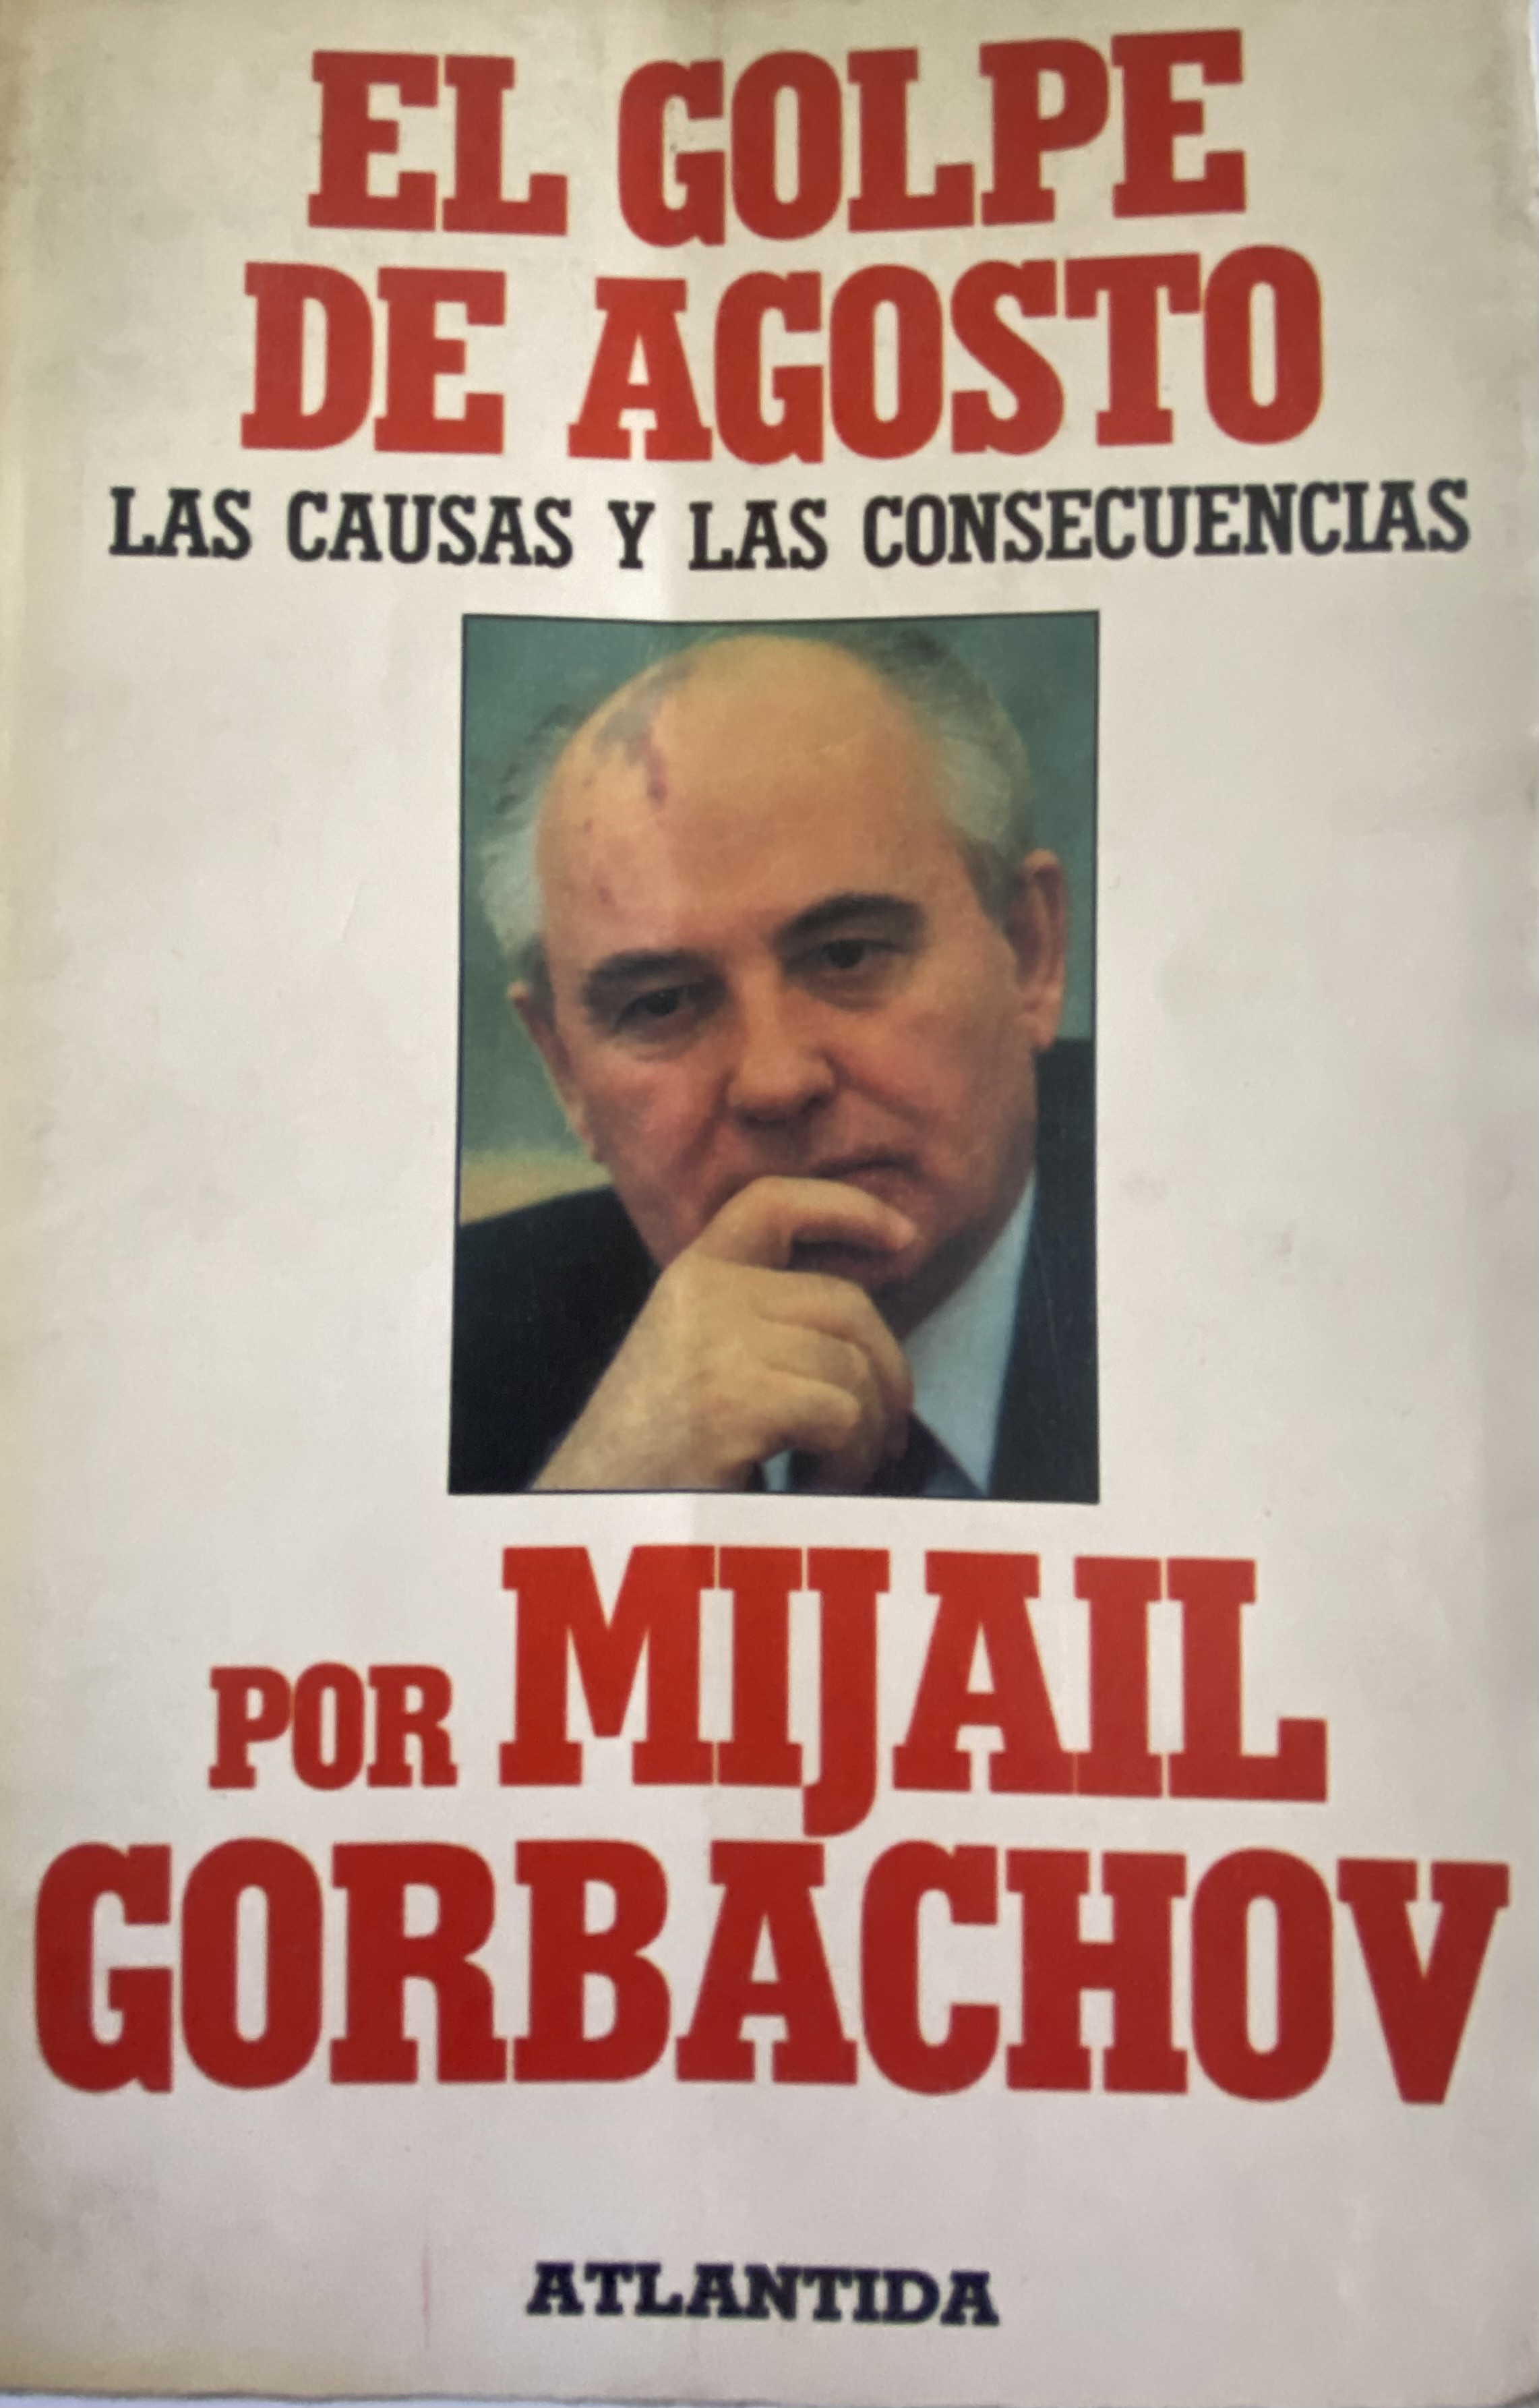 EL GOLPE
DE AGOSTO
LAS CAUSAS Y LAS CONSECUENCIAS
POR MIJAIL
GORBACHOV
ATLANTIDA